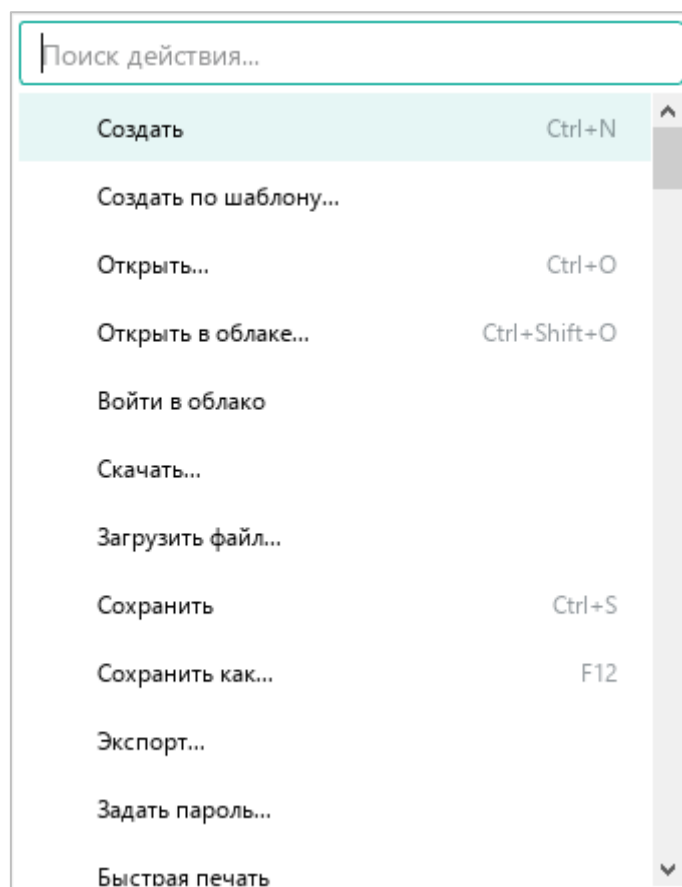 Поиск действия...
Создать Ctrl+N
Создать по шаблону...
Открыть... Ctrl+O
Открыть в облаке... Ctrl+Shift+O
Войти в облако
Скачать...
Загрузить файл...
Сохранить Ctrl+S
Сохранить как... F12
Экспорт...
Задать пароль...
Быстрая печать